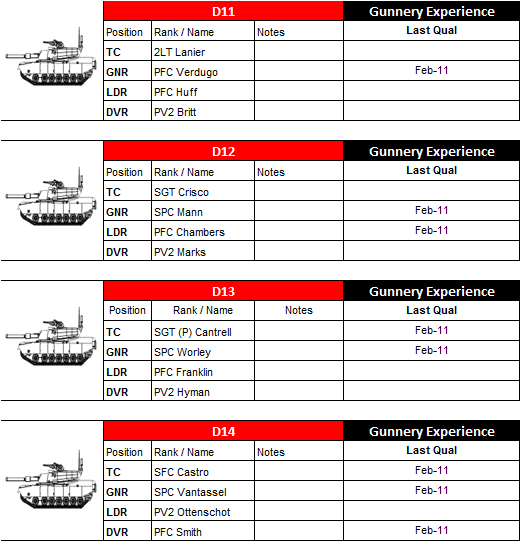 D11 Gunnery Experience
Position Rank / Name Notes Last Qual
TC 2LT Lanier
GNR PFC Verdugo Feb-11
LDR PFC Huff
DVR PV2 Britt
D12 Gunnery Experience
Position Rank / Name Notes Last Qual
TC SGT Crisco
GNR SPC Mann Feb-11
LDR PFC Chambers Feb-11
DVR PV2 Marks
D13 Gunnery Experience
Position Rank / Name Notes Last Qual
TC SGT (P) Cantrell Feb-11
GNR SPC Worley Feb-11
LDR PFC Franklin
DVR PV2 Hyman
D14 Gunnery Experience
Position Rank / Name Notes Last Qual
TC SFC Castro Feb-11
GNR SPC Vantassel Feb-11
LDR PV2 Ottenschot
DVR PFC Smith Feb-11